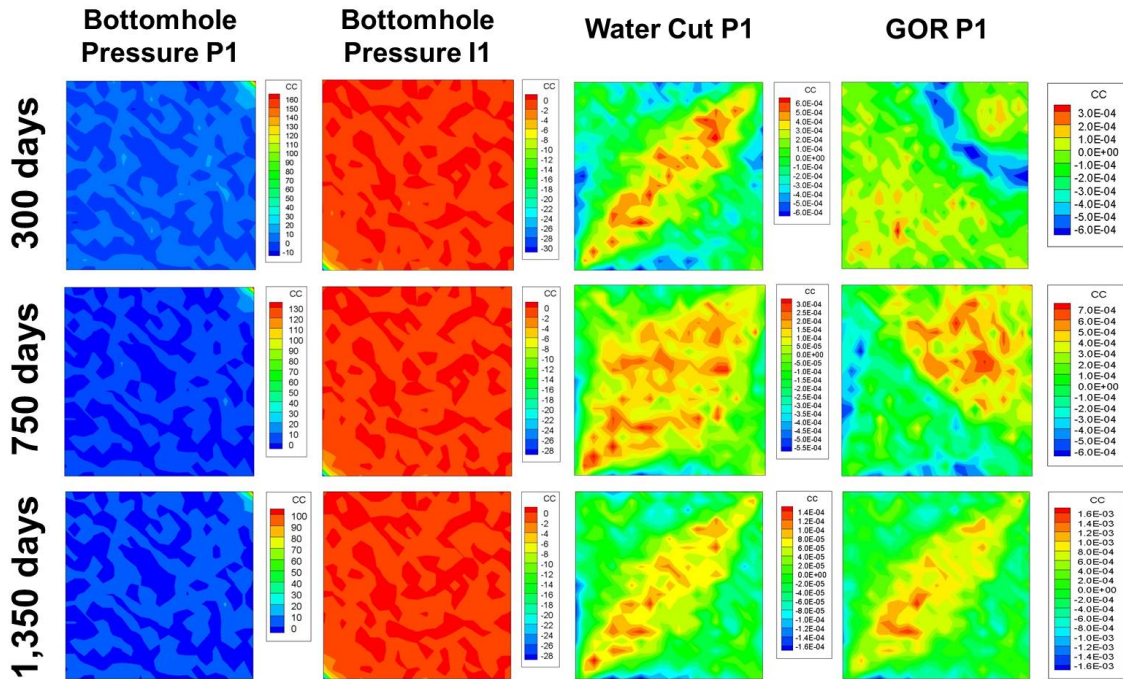 Bottomhole
Pressure P1
Bottomhole
Pressure I1
Water Cut P1
GOR P1
300 days
CC
160
150
140
130
120
110
100
90
80
70
60
50
40
30
20
10
0
-10
CC
0
-2
-4
-6
-8
-10
-12
-14
-16
-18
-20
-22
-24
-26
-28
-30
CC
6.0E-04
5.0E-04
4.0E-04
3.0E-04
2.0E-04
1.0E-04
0.0E+00
-1.0E-04
-2.0E-04
-3.0E-04
-4.0E-04
-5.0E-04
-6.0E-04
CC
3.0E-04
2.0E-04
1.0E-04
0.0E+00
-1.0E-04
-2.0E-04
-3.0E-04
-4.0E-04
-5.0E-04
-6.0E-04
750 days
CC
130
120
110
100
90
80
70
60
50
40
30
20
10
0
CC
0
-2
-4
-6
-8
-10
-12
-14
-16
-18
-20
-22
-24
-26
-28
CC
3.0E-04
2.5E-04
2.0E-04
1.5E-04
1.0E-04
5.0E-05
0.0E+00
-5.0E-05
-1.0E-04
-1.5E-04
-2.0E-04
-2.5E-04
-3.0E-04
-3.5E-04
-4.0E-04
-4.5E-04
-5.0E-04
-5.5E-04
CC
7.0E-04
6.0E-04
5.0E-04
4.0E-04
3.0E-04
2.0E-04
1.0E-04
0.0E+00
-1.0E-04
-2.0E-04
-3.0E-04
-4.0E-04
-5.0E-04
-6.0E-04
1,350 days
CC
100
90
80
70
60
50
40
30
20
10
0
CC
0
-2
-4
-6
-8
-10
-12
-14
-16
-18
-20
-22
-24
-26
-28
CC
1.4E-04
1.2E-04
1.0E-04
8.0E-05
6.0E-05
4.0E-05
2.0E-05
0.0E+00
-2.0E-05
-4.0E-05
-6.0E-05
-8.0E-05
-1.0E-04
-1.2E-04
-1.4E-04
-1.6E-04
CC
1.6E-03
1.4E-03
1.2E-03
1.0E-03
8.0E-04
6.0E-04
4.0E-04
2.0E-04
0.0E+00
-2.0E-04
-4.0E-04
-6.0E-04
-8.0E-04
-1.0E-03
-1.2E-03
-1.4E-03
-1.6E-03